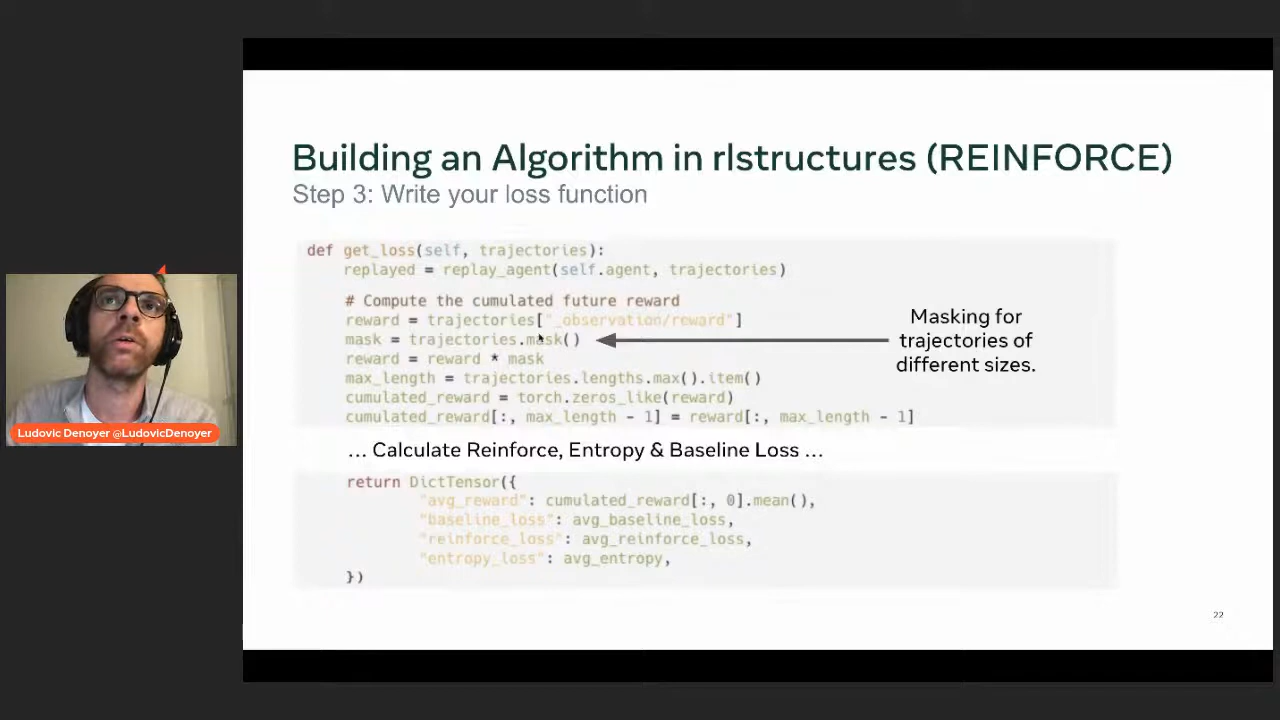 Building an Algorithm in rlstructures (REINFORCE)
Step 3: Write your loss function
def get_loss(self, trajectories):
replayed = replay_agent(self.agent, trajectories)
# Compute the cumulated future reward
reward = trajectories["_observation/reward"]
mask = trajectories.mask()
reward = reward * mask
max_length = trajectories.lengths.max().item()
cumulated_reward = torch.zeros_like(reward)
cumulated_reward[:, max_length - 1] = reward[:, max_length - 1]
Masking for
trajectories of
different sizes.
... Calculate Reinforce, Entropy & Baseline Loss ...
return DictTensor({
"avg_reward": cumulated_reward[:, 0].mean(),
"baseline_loss": avg_baseline_loss,
"reinforce_loss": avg_reinforce_loss,
"entropy_loss": avg_entropy,
})
22
Ludovic Denoyer @LudovicDenoyer